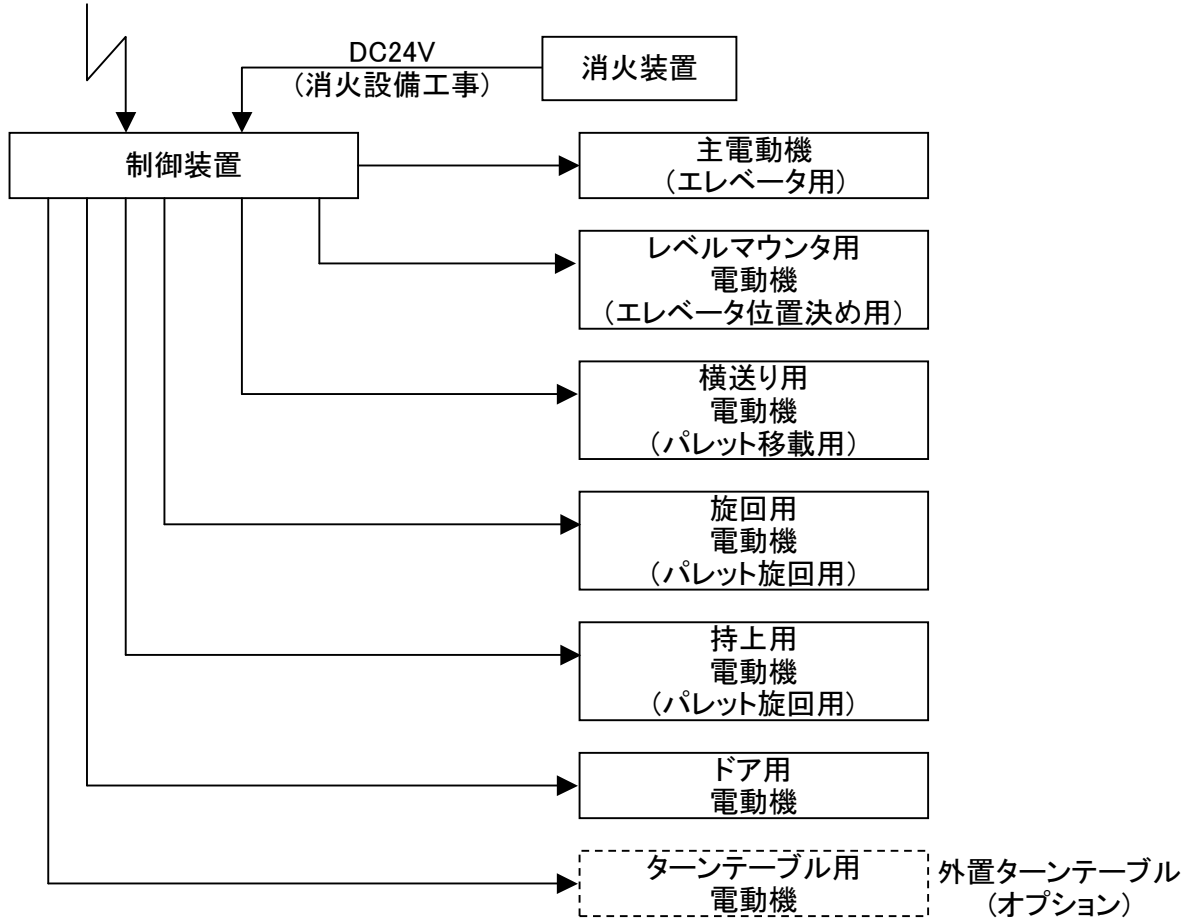 DC24V
（消火設備工事）
消火装置
制御装置
主電動機
（エレベータ用）
レベルマウンタ用
電動機
（エレベータ位置決め用）
横送り用
電動機
（パレット移載用）
旋回用
電動機
（パレット旋回用）
持上用
電動機
（パレット旋回用）
ドア用
電動機
ターンテーブル用
電動機
外置ターンテーブル
（オプション）